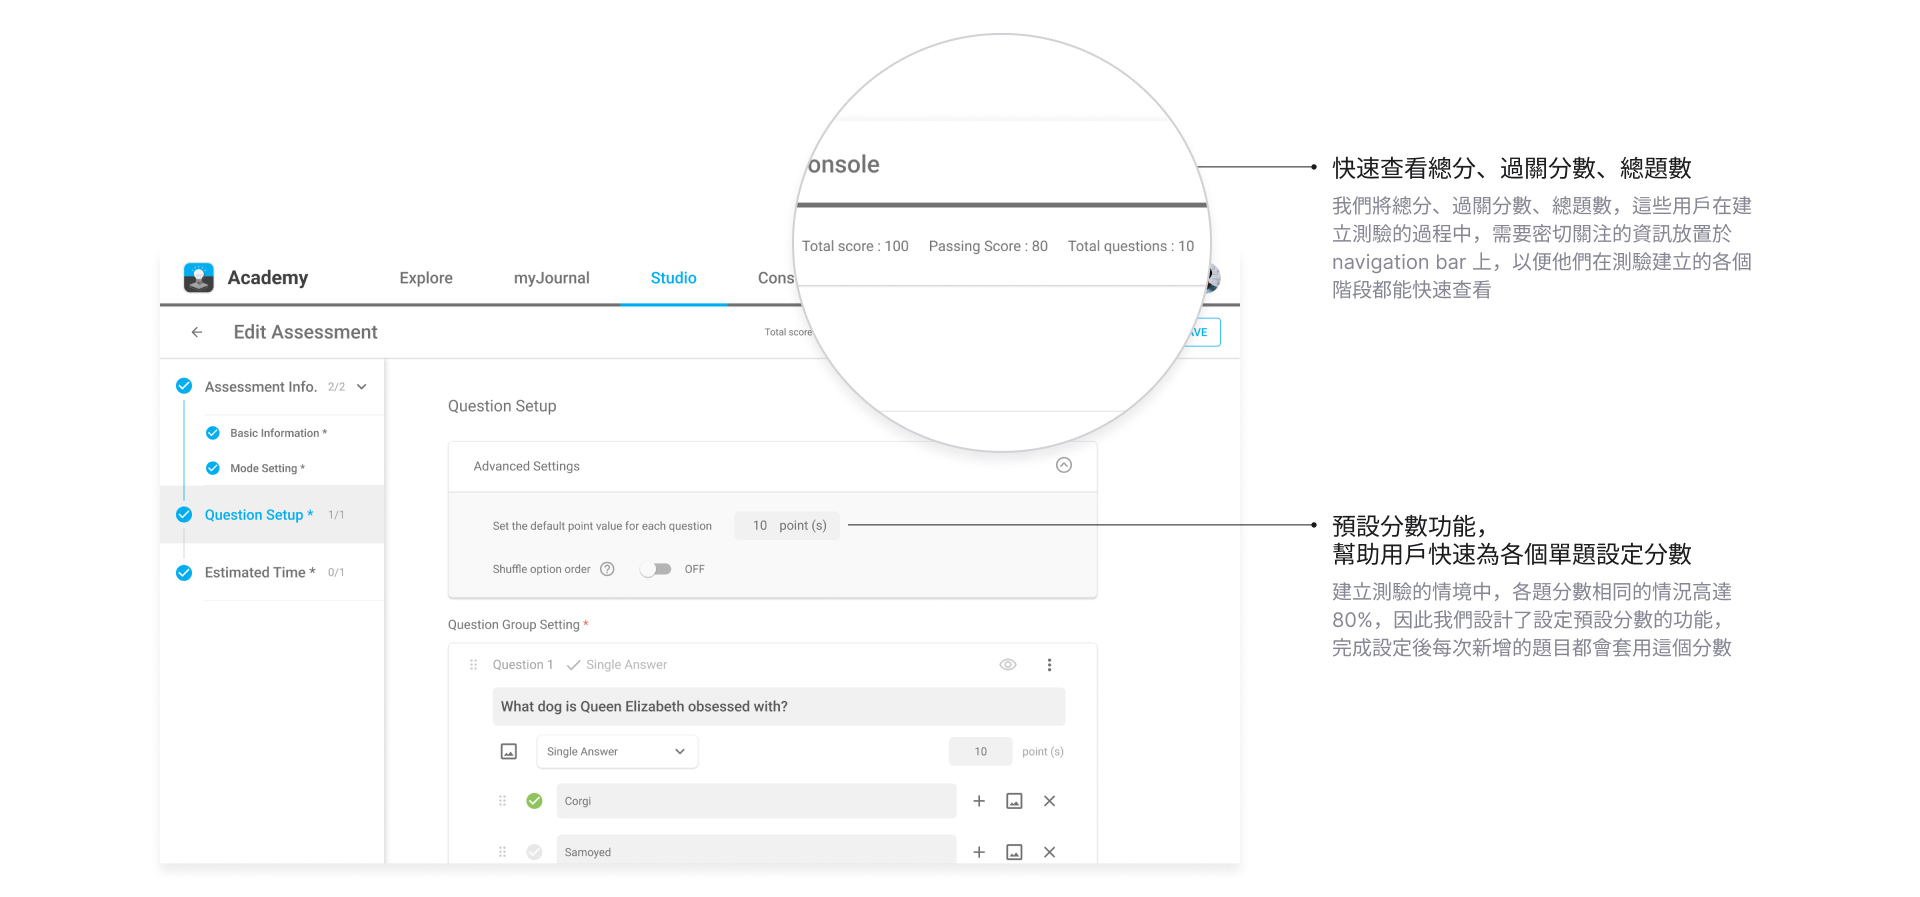 onsole
Total score : 100 Passing Score : 80 Total questions : 10
快速查看總分、過關分數、總題數
我們將總分、過關分數、總題數，這些用戶在建
立測驗的過程中，需要密切關注的資訊放置於
navigation bar 上，以便他們在測驗建立的各個
階段都能快速查看
Academy Explore myJournal Studio Cons
Edit Assessment Total score VE
Assessment Info. 2/2
Basic Information *
Mode Setting *
Question Setup * 1/1
Estimated Time * 0/1
Question Setup
Advanced Settings
Set the default point value for each question 10 point (s)
Shuffle option order ? OFF
預設分數功能，
幫助用戶快速為各個單題設定分數
建立測驗的情境中，各題分數相同的情況高達
80%，因此我們設計了設定預設分數的功能，
完成設定後每次新增的題目都會套用這個分數
Question Group Setting *
Question 1 Single Answer
What dog is Queen Elizabeth obsessed with?
Single Answer 10 point (s)
Corgi
Samoyed